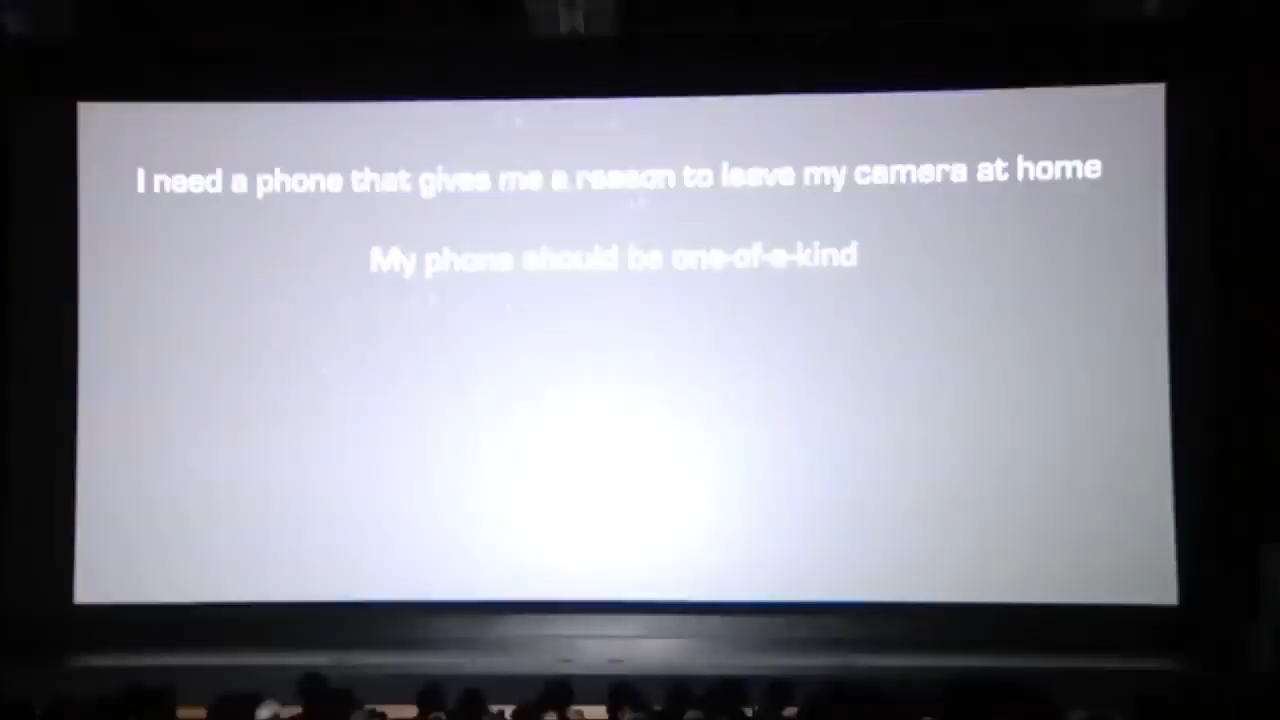 I need a phone that gives me a reason to leave my camera at home
My phone should be one-of-a-kind